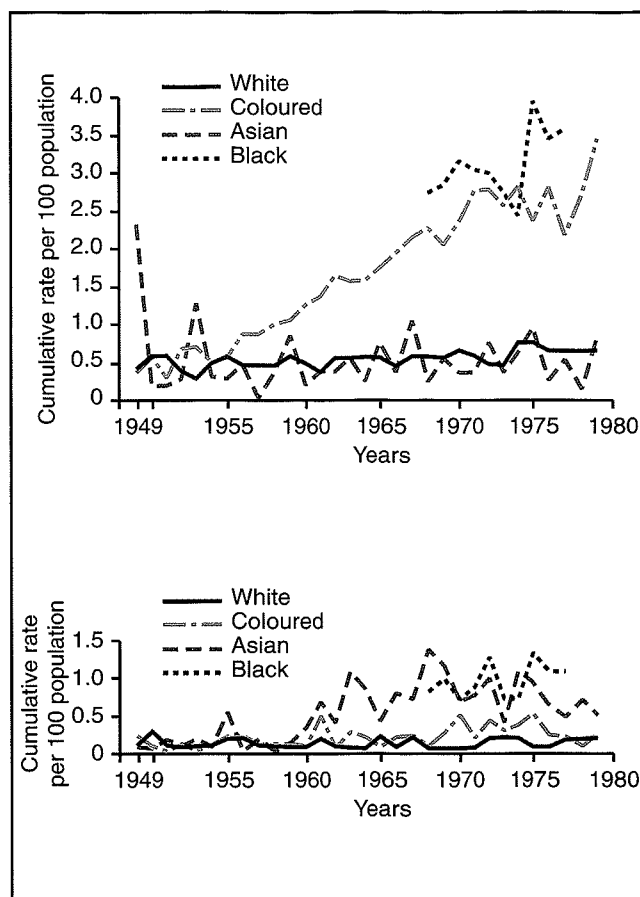 White
Coloured
Asian
Black
Cumulative rate per 100 population
4.0
3.5
3.0
2.5
2.0
1.5
1.0
0.5
0
1949 1955 1960 1965 1970 1975 1980
Years
White
Coloured
Asian
Black
Cumulative rate
per 100 population
1.5
1.0
0.5
0
1949 1955 1960 1965 1970 1975 1980
Years